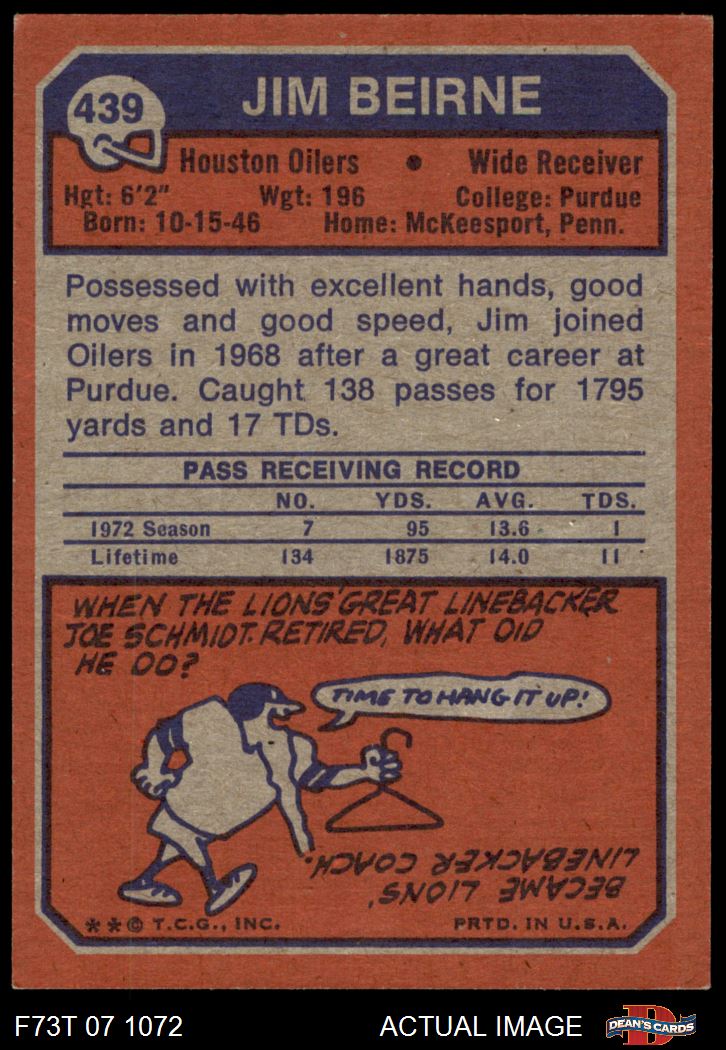 439
JIM BEIRNE
Houston Oilers • Wide Receiver
Hgt: 6'2" Wgt: 196 College: Purdue
Born: 10-15-46 Home: McKeesport, Penn.
Possessed with excellent hands, good
moves and good speed, Jim joined
Oilers in 1968 after a great career at
Purdue. Caught 138 passes for 1795
yards and 17 TDs.
PASS RECEIVING RECORD
NO. YDS. AVG. TDS.
1972 Season 7 95 13.6 1
Lifetime 134 1875 14.0 11
WHEN THE LIONS' GREAT LINEBACKER
JOE SCHMIDT RETIRED, WHAT DID
HE DO?
TIME TO HANG IT UP!
BECAME LIONS'
LINEBACKER COACH.
**© T.C.G., INC. PRTD. IN U.S.A.
F73T 07 1072 ACTUAL IMAGE
D
DEAN'S CARDS